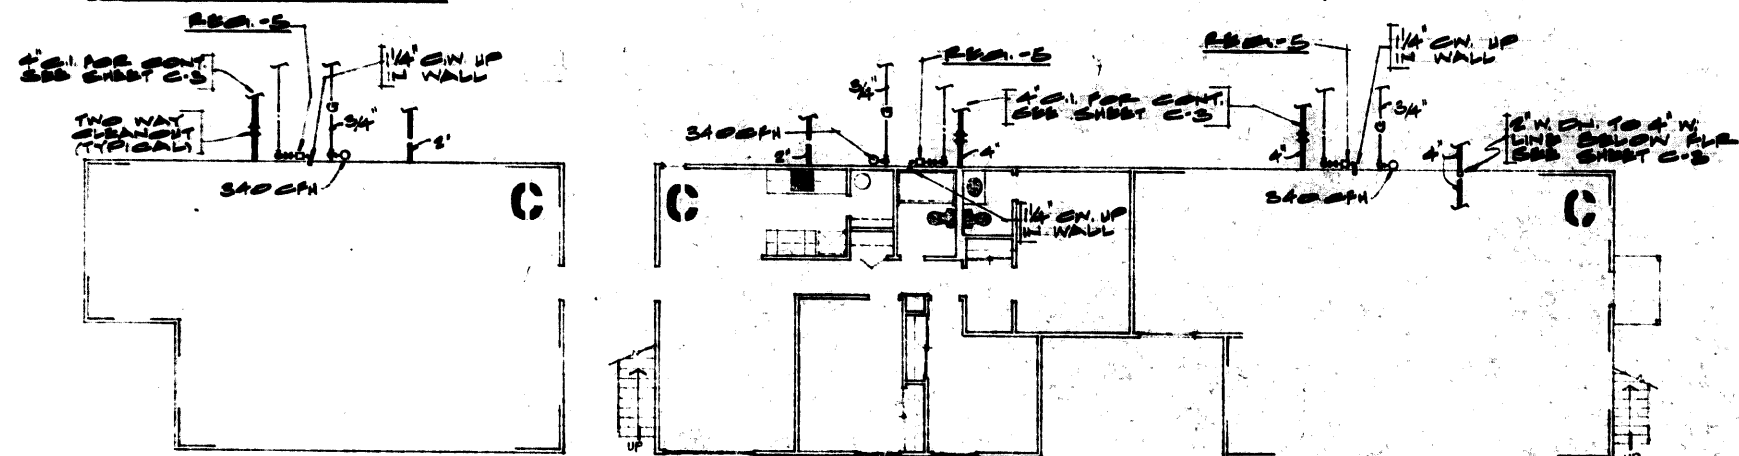 REG.-5
4" C.I. FOR CONT.
SEE SHEET C-3
1 1/4" C.W. UP
IN WALL
TWO WAY
CLEANOUT
(TYPICAL)
3/4"
2"
340 CFH
C
REG.-5
3/4"
4" C.I. FOR CONT.
SEE SHEET C-3
340 CFH
2"
4"
C
1 1/4" C.W. UP
IN WALL
REG.-5
1 1/4" C.W. UP
IN WALL
3/4"
2" W. DN. TO 4" W.
LINE BELOW FLR
SEE SHEET C-3
4"
4"
340 CFH
C
UP
UP